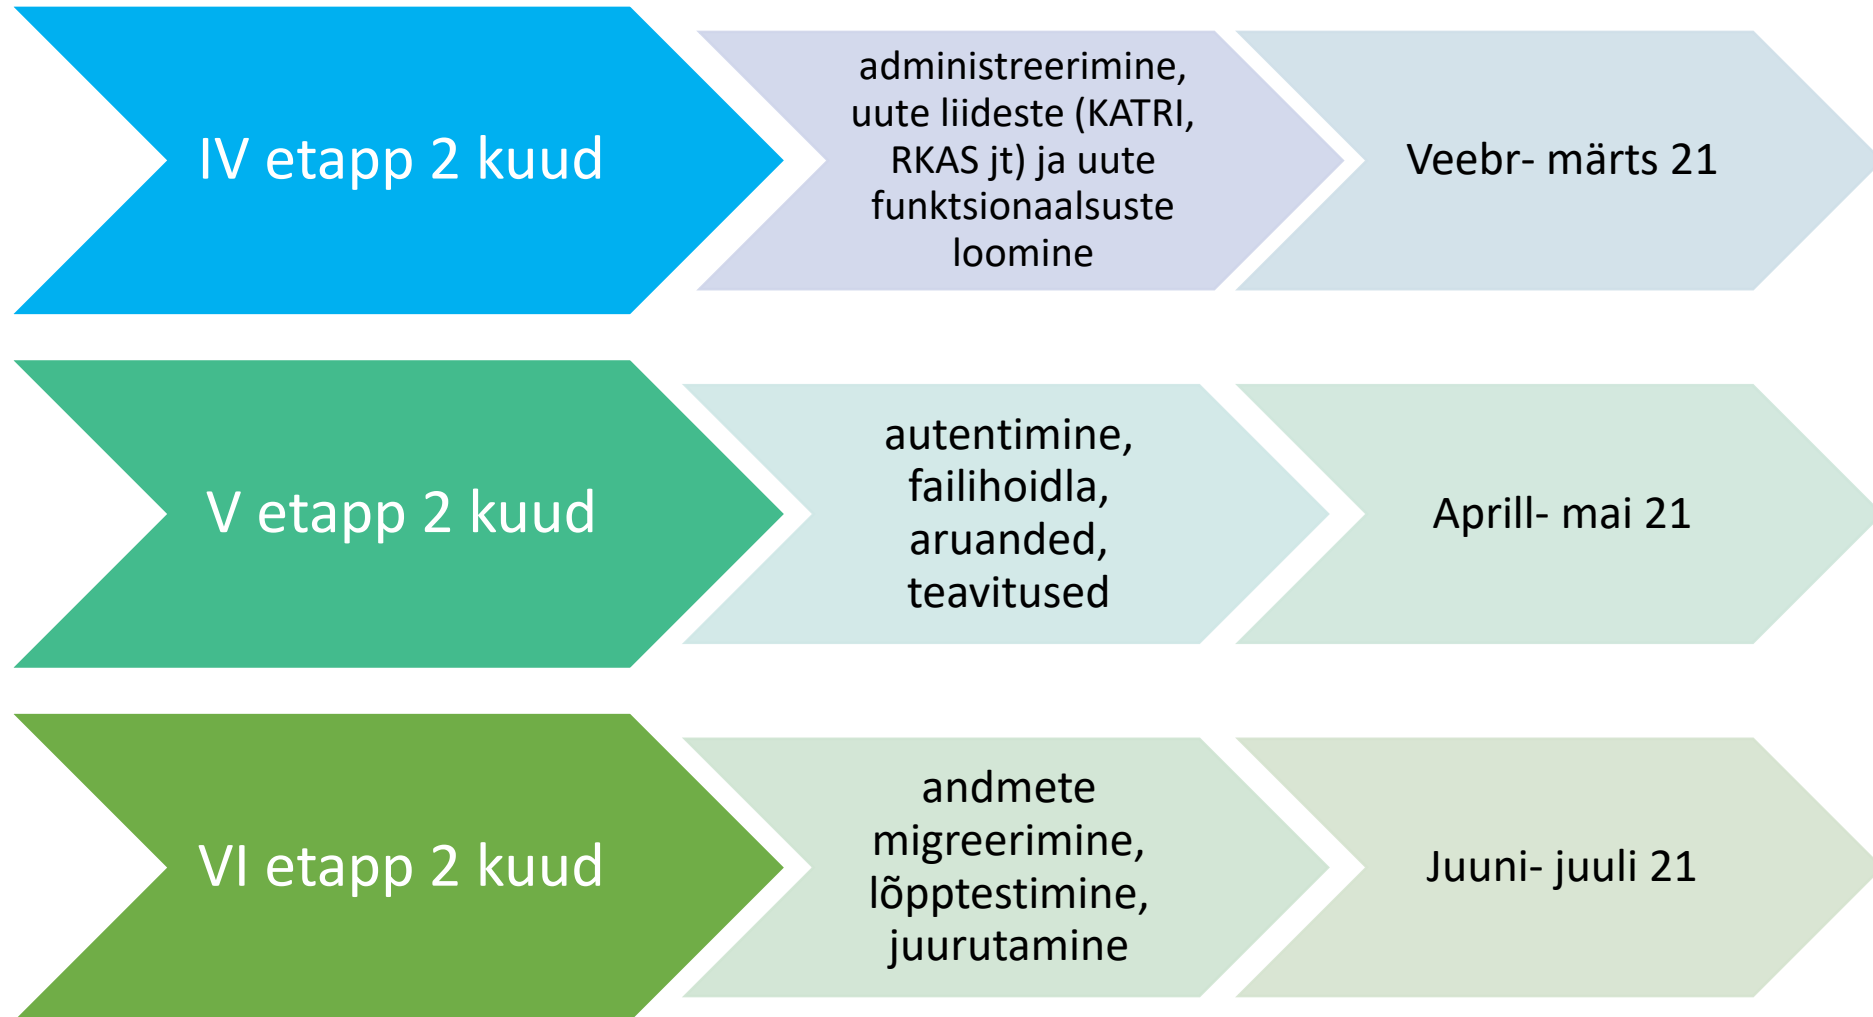 IV etapp 2 kuud
administreerimine,
uute liideste (KATRI,
RKAS jt) ja uute
funktsionaalsuste
loomine
Veebr- märts 21
V etapp 2 kuud
autentimine,
failihoidla,
aruanded,
teavitused
Aprill- mai 21
VI etapp 2 kuud
andmete
migreerimine,
lõpptestimine,
juurutamine
Juuni- juuli 21